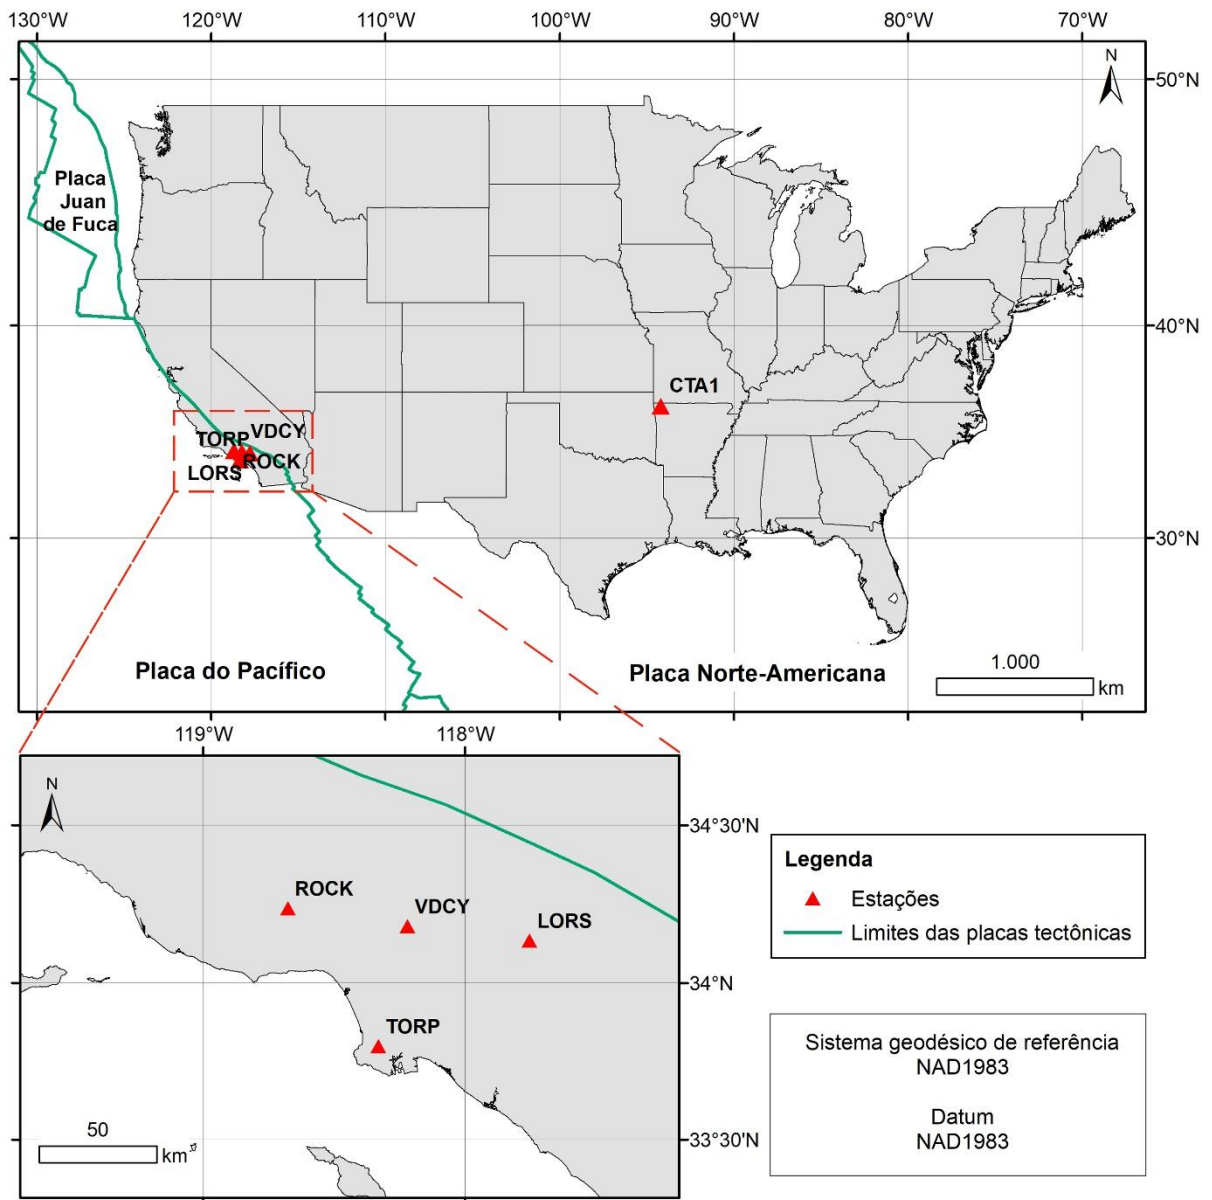 130°W 120°W 110°W 100°W 90°W 80°W 70°W
N
50°N
Placa
Juan
de Fuca
40°N
CTA1
TORP VDCY
LORS ROCK
30°N
Placa do Pacífico
Placa Norte-Americana
1.000
km
119°W 118°W
N
34°30'N
ROCK
VDCY
LORS
34°N
TORP
50
km
33°30'N
Legenda
Estações
Limites das placas tectônicas
Sistema geodésico de referência
NAD1983
Datum
NAD1983